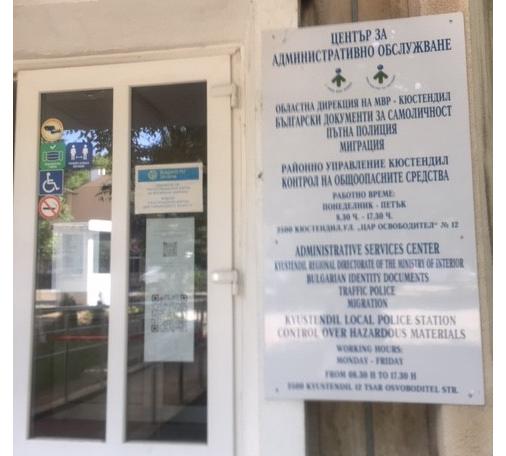 ЦЕНТЪР ЗА
АДМИНИСТРАТИВНО ОБСЛУЖВАНЕ
ОБЛАСТНА ДИРЕКЦИЯ НА МВР - КЮСТЕНДИЛ
БЪЛГАРСКИ ДОКУМЕНТИ ЗА САМОЛИЧНОСТ
ПЪТНА ПОЛИЦИЯ
МИГРАЦИЯ
РАЙОННО УПРАВЛЕНИЕ КЮСТЕНДИЛ
КОНТРОЛ НА ОБЩООПАСНИТЕ СРЕДСТВА
РАБОТНО ВРЕМЕ:
ПОНЕДЕЛНИК - ПЕТЪК
8.30 Ч. - 17.30 Ч.
2500 КЮСТЕНДИЛ, УЛ. „ЦАР ОСВОБОДИТЕЛ" № 12
ADMINISTRATIVE SERVICES CENTER
KYUSTENDIL REGIONAL DIRECTORATE OF THE MINISTRY OF INTERIOR
BULGARIAN IDENTITY DOCUMENTS
TRAFFIC POLICE
MIGRATION
KYUSTENDIL LOCAL POLICE STATION
CONTROL OVER HAZARDOUS MATERIALS
WORKING HOURS:
MONDAY - FRIDAY
FROM 08.30 H TO 17.30 H
2500 KYUSTENDIL 12 TSAR OSVOBODITEL STR.